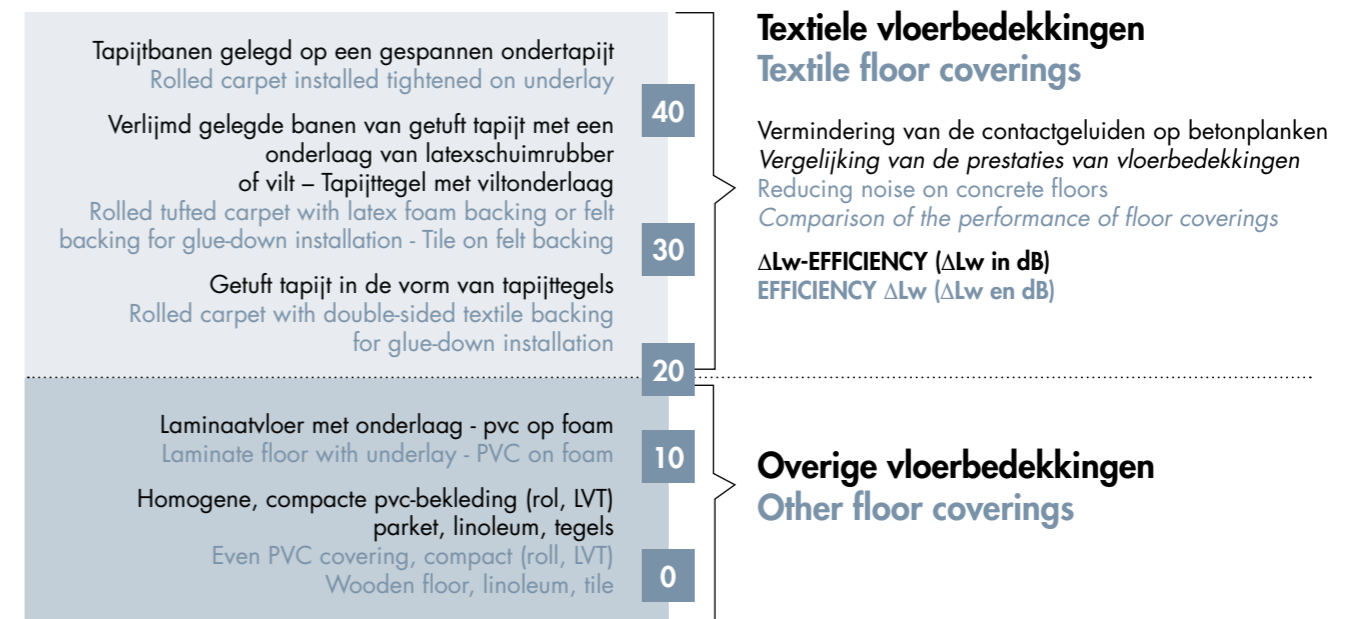 Tapijtbanen gelegd op een gespannen ondertapijt
Rolled carpet installed tightened on underlay
40
Verlijmd gelegde banen van getuft tapijt met een
onderlaag van latexschuimrubber
of vilt – Tapijttegel met viltonderlaag
Rolled tufted carpet with latex foam backing or felt
backing for glue-down installation - Tile on felt backing
30
Getuft tapijt in de vorm van tapijttegels
Rolled carpet with double-sided textile backing
for glue-down installation
20
Laminaatvloer met onderlaag - pvc op foam
Laminate floor with underlay - PVC on foam
10
Homogene, compacte pvc-bekleding (rol, LVT)
parket, linoleum, tegels
Even PVC covering, compact (roll, LVT)
Wooden floor, linoleum, tile
0
Textiele vloerbedekkingen
Textile floor coverings
Vermindering van de contactgeluiden op betonplanken
Vergelijking van de prestaties van vloerbedekkingen
Reducing noise on concrete floors
Comparison of the performance of floor coverings
∆Lw-EFFICIENCY (∆Lw in dB)
EFFICIENCY ∆Lw (∆Lw en dB)
Overige vloerbedekkingen
Other floor coverings